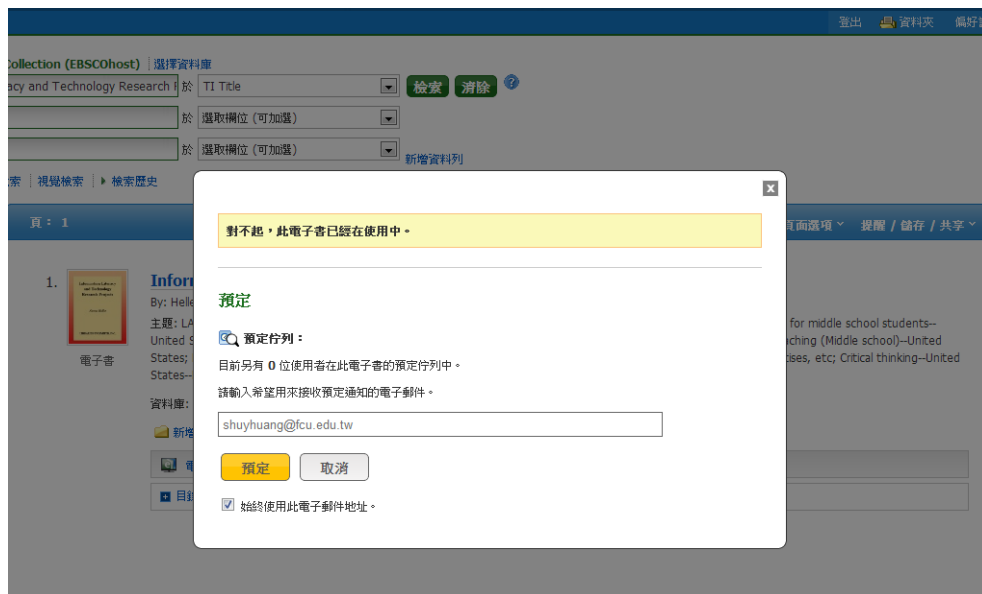 登出 資料夾 偏好
Collection (EBSCOhost) 選擇資料庫
acy and Technology Research 於 TI Title 檢索 清除
於 選取欄位 (可加選)
於 選取欄位 (可加選) 新增資料列
索 視覺檢索 檢索歷史
頁: 1 頁面選項 提醒 / 儲存 / 共享
對不起,此電子書已經在使用中。
1.
Infor
By: Helle
主題: LA for middle school students--
United S aching (Middle school)--United
States; cises, etc; Critical thinking--United
States--
電子書
資料庫:
新增
電
目錄
預定
預定佇列:
目前另有 0 位使用者在此電子書的預定佇列中。
請輸入希望用來接收預定通知的電子郵件。
shuyhuang@fcu.edu.tw
預定 取消
始終使用此電子郵件地址。